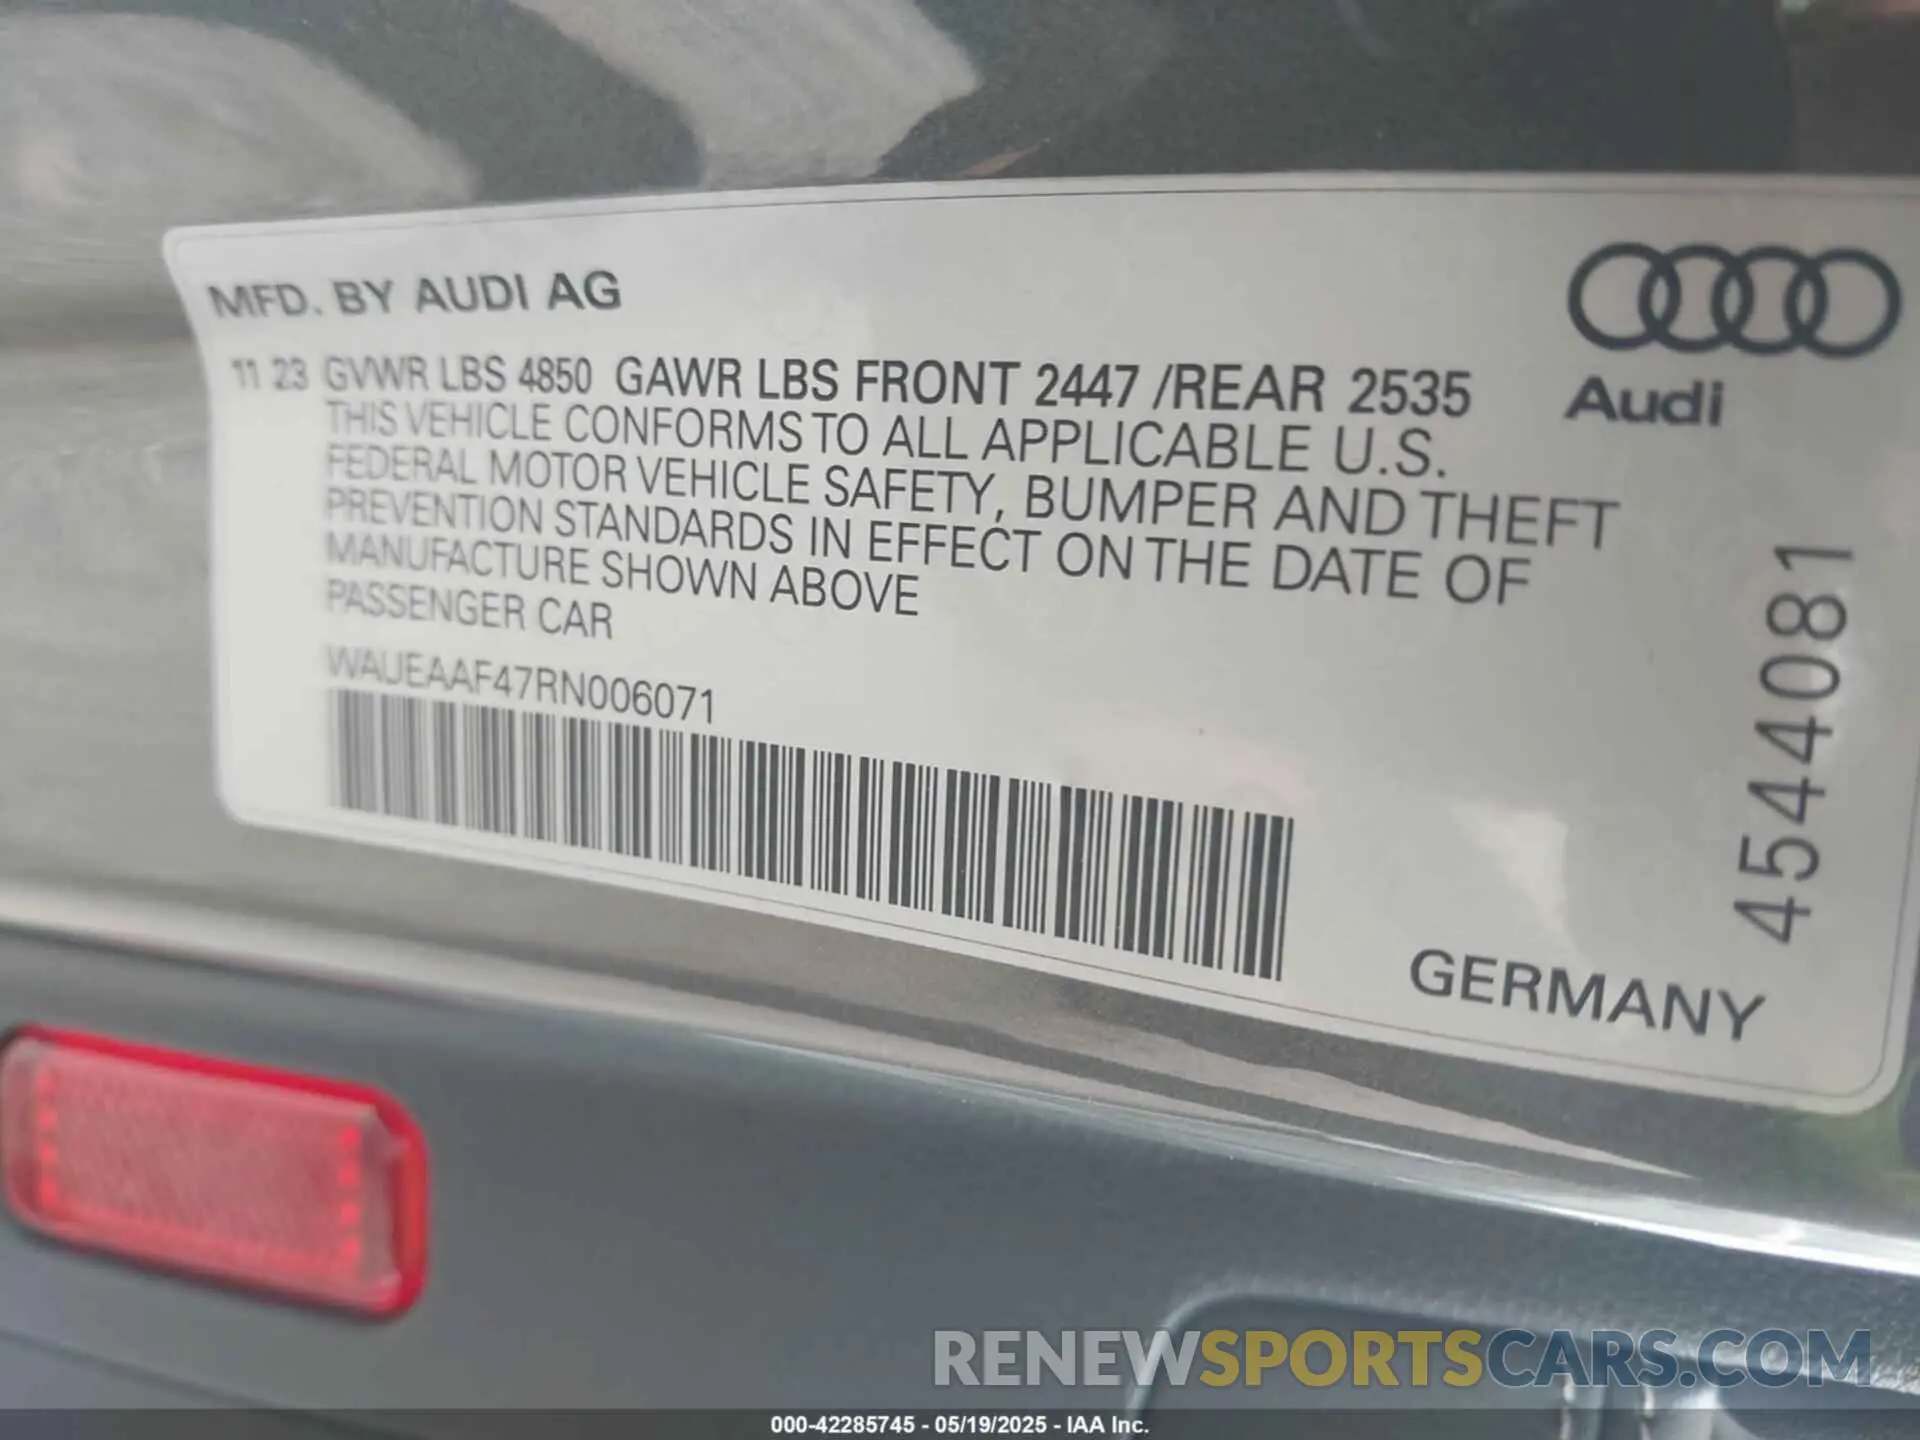 MFD. BY AUDI AG
11 23 GVWR LBS 4850 GAWR LBS FRONT 2447 /REAR 2535
THIS VEHICLE CONFORMS TO ALL APPLICABLE U.S.
FEDERAL MOTOR VEHICLE SAFETY, BUMPER AND THEFT
PREVENTION STANDARDS IN EFFECT ON THE DATE OF
MANUFACTURE SHOWN ABOVE
PASSENGER CAR
WAUEAAF47RN006071
Audi
4544081
GERMANY
RENEWSPORTSCARS.COM
000-42285745 - 05/19/2025 - IAA Inc.